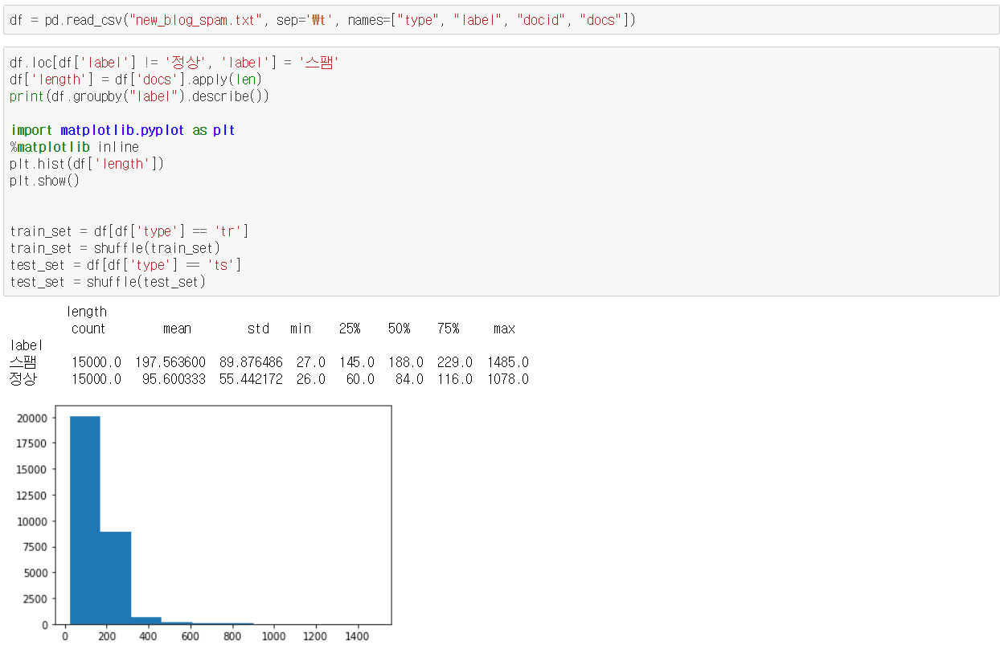 df = pd.read_csv("new_blog_spam.txt", sep='₩t', names=["type", "label", "docid", "docs"])
df.loc[df['label'] != '정상', 'label'] = '스팸'
df['length'] = df['docs'].apply(len)
print(df.groupby("label").describe())
import matplotlib.pyplot as plt
%matplotlib inline
plt.hist(df['length'])
plt.show()
train_set = df[df['type'] == 'tr']
train_set = shuffle(train_set)
test_set = df[df['type'] == 'ts']
test_set = shuffle(test_set)
length
count mean std min 25% 50% 75% max
label
스팸 15000.0 197.563600 89.876486 27.0 145.0 188.0 229.0 1485.0
정상 15000.0 95.600333 55.442172 26.0 60.0 84.0 116.0 1078.0
20000
17500
15000
12500
10000
7500
5000
2500
0
0 200 400 600 800 1000 1200 1400